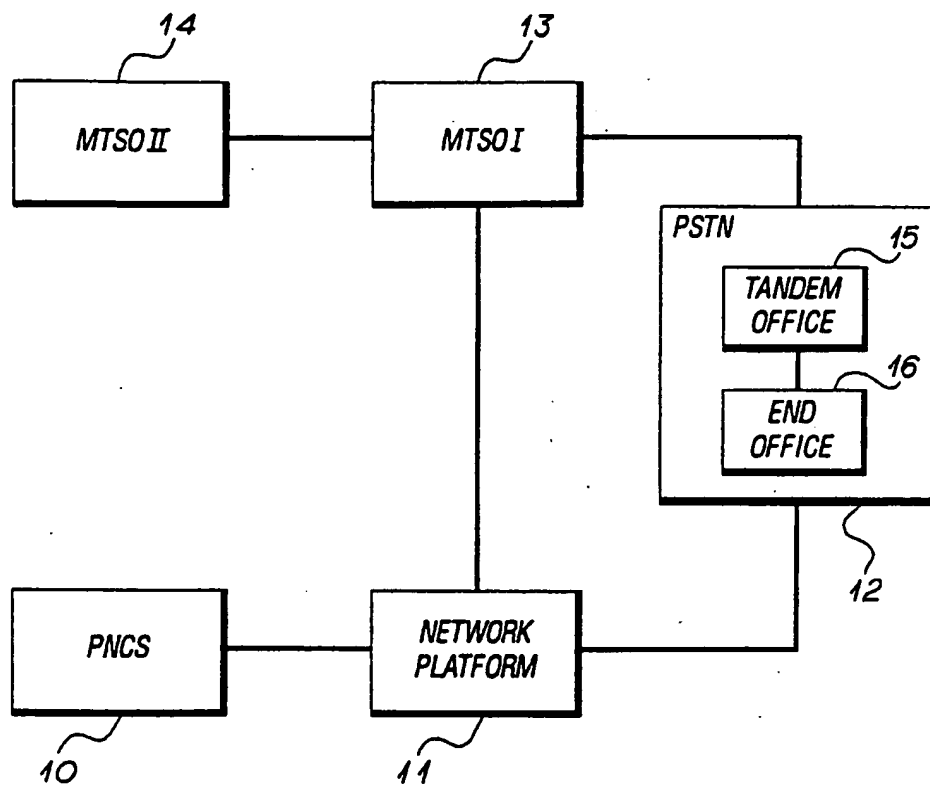 14
13
MTSO II
MTSO I
PSTN
15
TANDEM
OFFICE
16
END
OFFICE
12
PNCS
NETWORK
PLATFORM
10
11